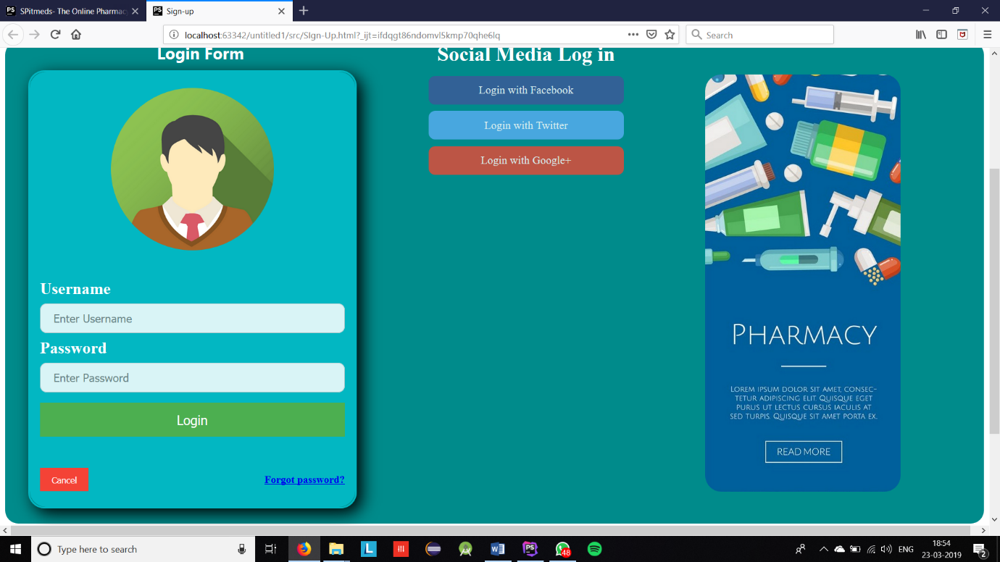 SPitmeds- The Online Pharmac
Sign-up
localhost:63342/untitled1/src/SIgn-Up.html?_ijt=ifdqgt86ndomvl5kmp70qhe6lq
Search
Login Form
Social Media Log in
Login with Facebook
Login with Twitter
Login with Google+
Username
Enter Username
Password
Enter Password
Login
Cancel
Forgot password?
Pharmacy
Lorem ipsum dolor sit amet, consec-
tetur adipiscing elit. Quisque eget
purus ut lectus cursus iaculis at
sed turpis. Quisque sit amet porta ex.
READ MORE
Type here to search
48
ENG
18:54
23-03-2019
2